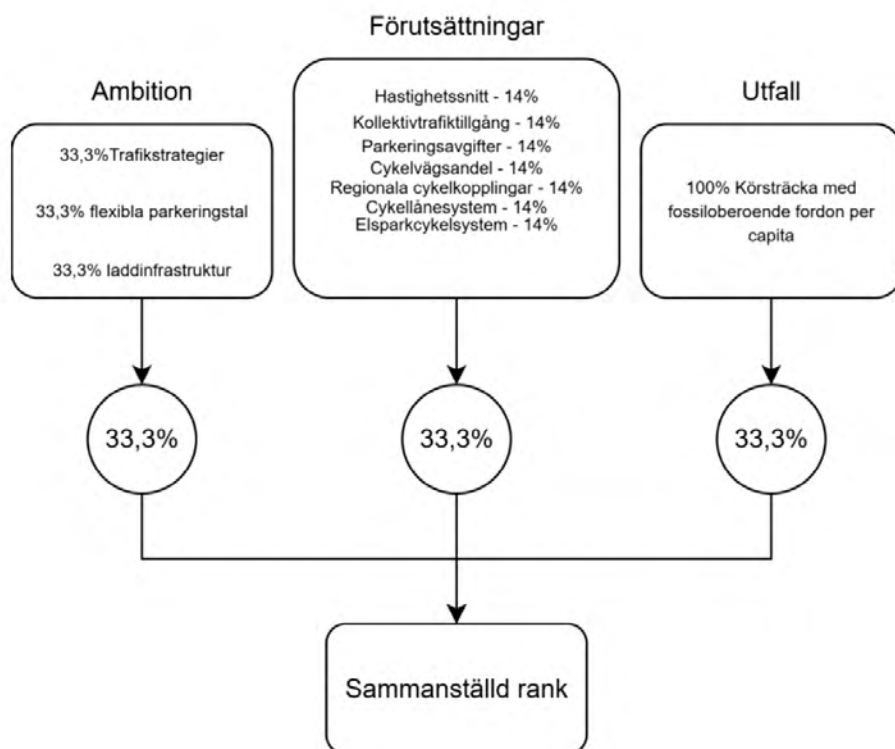 Ambition
33,3%Trafikstrategier
33,3% flexibla parkeringstal
33,3% laddinfrastruktur
33,3%
Förutsättningar
Hastighetssnitt - 14%
Kollektivtrafiktillgång - 14%
Parkeringsavgifter - 14%
Cykelvägsandel - 14%
Regionala cykelkopplingar - 14%
Cykellånesystem - 14%
Elsparkcykelsystem - 14%
33,3%
Utfall
100% Körsträcka med
fossiloberoende fordon per
capita
33,3%
Sammanställd rank